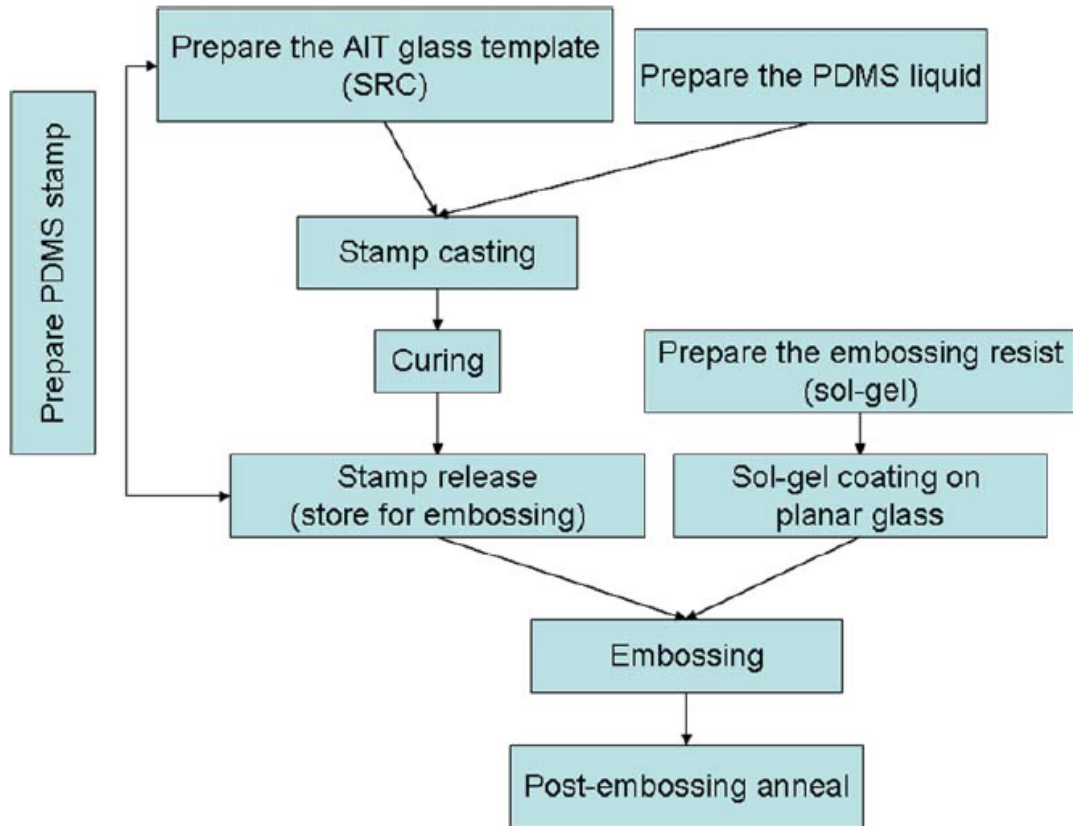 Prepare the AIT glass template
(SRC)
Prepare the PDMS liquid
Prepare PDMS stamp
Stamp casting
Curing
Prepare the embossing resist
(sol-gel)
Stamp release
(store for embossing)
Sol-gel coating on
planar glass
Embossing
Post-embossing anneal